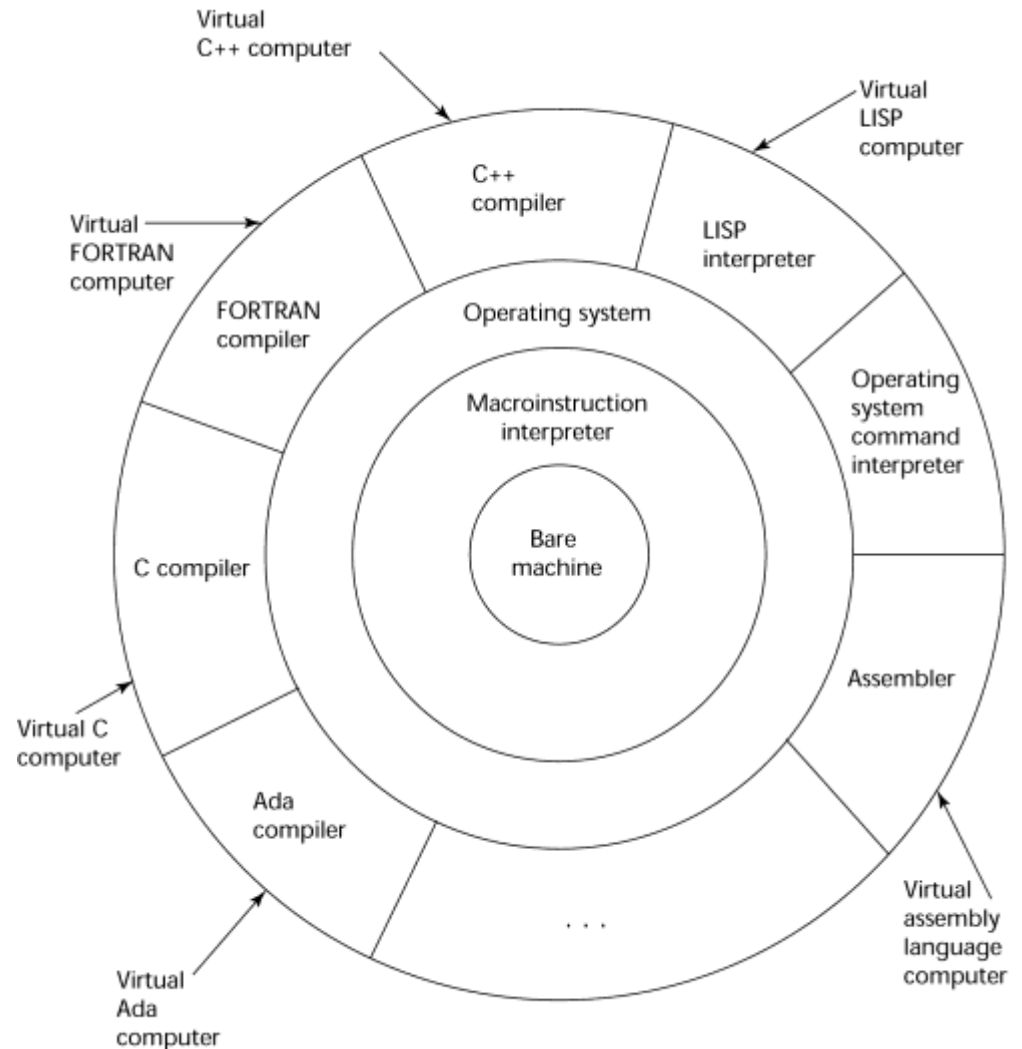 Virtual
C++ computer
Virtual
LISP
computer
C++
compiler
Virtual
FORTRAN
computer
LISP
interpreter
FORTRAN
compiler
Operating system
Operating
system
command
interpreter
Macroinstruction
interpreter
Bare
machine
C compiler
Assembler
Virtual C
computer
Ada
compiler
Virtual
assembly
language
computer
. . .
Virtual
Ada
computer